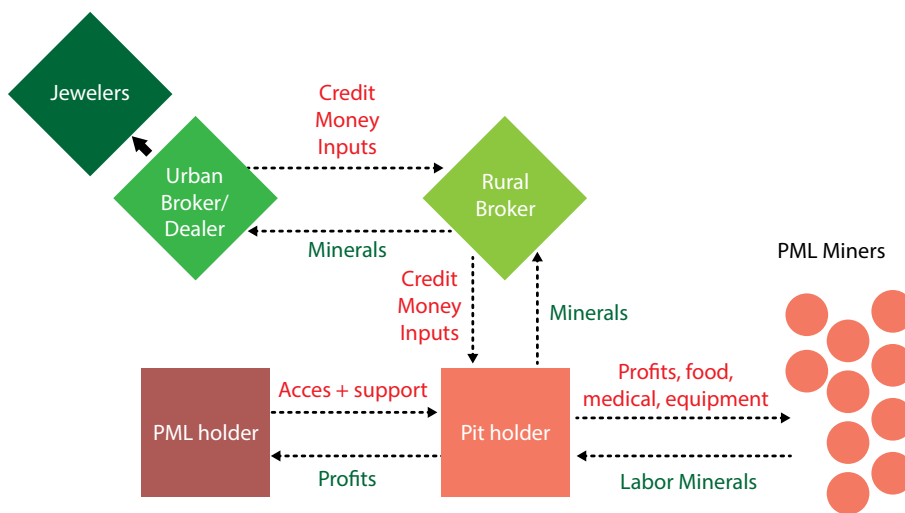 Jewelers
Credit
Money
Inputs
Urban
Broker/
Dealer
Rural
Broker
Minerals
PML Miners
Credit
Money
Inputs
Minerals
Profits, food,
medical, equipment
Acces + support
PML holder
Pit holder
Profits
Labor Minerals